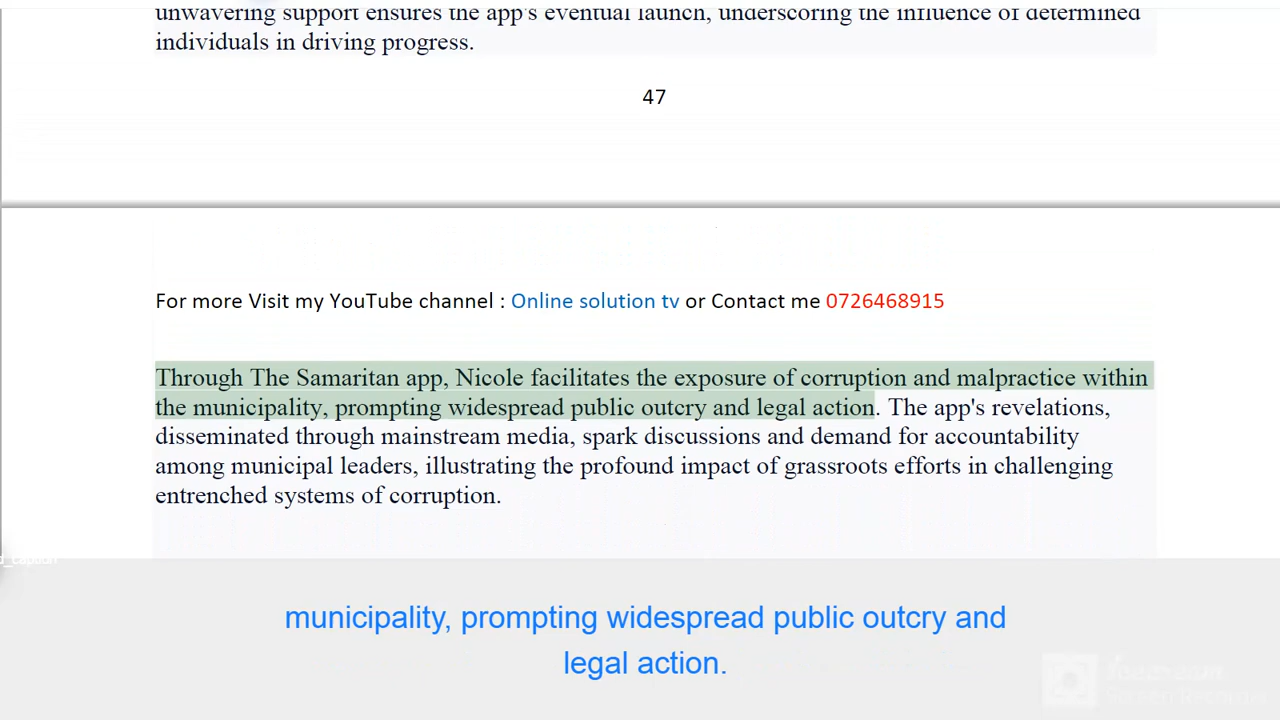 unwavering support ensures the app's eventual launch, underscoring the influence of determined
individuals in driving progress.
47
For more Visit my YouTube channel : Online solution tv or Contact me 0726468915
Through The Samaritan app, Nicole facilitates the exposure of corruption and malpractice within
the municipality, prompting widespread public outcry and legal action. The app's revelations,
disseminated through mainstream media, spark discussions and demand for accountability
among municipal leaders, illustrating the profound impact of grassroots efforts in challenging
entrenched systems of corruption.
municipality, prompting widespread public outcry and
legal action.